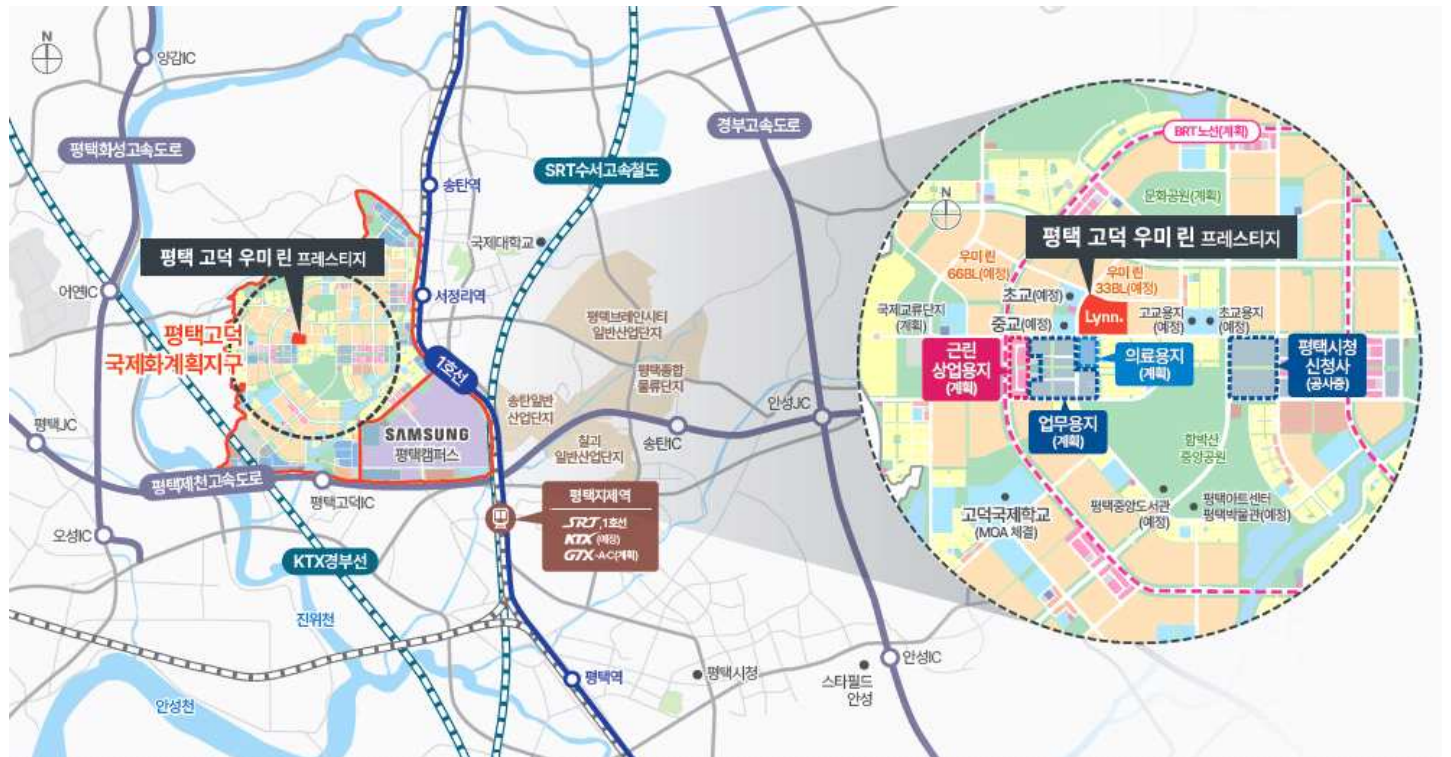 N
양감IC
평택화성고속도로
경부고속도로
SRT수서고속철도
송탄역
국제대학교
평택 고덕 우미린 프레스티지
어연IC
서정리역
평택고덕
국제화계획지구
평택브레인시티
일반산업단지
1호선
평택종합
물류단지
송탄일반
산업단지
안성JC
평택JC
SAMSUNG
평택캠퍼스
칠괴
일반산업단지
송탄IC
평택제천고속도로
평택고덕IC
평택지제역
SRT, 1호선
KTX (예정)
GTX-A·C(계획)
오성IC
KTX경부선
진위천
안성천
평택역
평택시청
스타필드
안성
안성IC
BRT노선(계획)
문화공원(계획)
N
평택 고덕 우미린 프레스티지
우미린
66BL(예정)
우미린
33BL(예정)
국제교류단지
(계획)
초교(예정)
중교(예정)
Lynn.
고교용지
(예정)
초교용지
(예정)
근린
상업용지
(계획)
의료용지
(계획)
평택시청
신청사
(공사중)
업무용지
(계획)
함박산
중앙공원
고덕국제학교
(MOA 체결)
평택중앙도서관
(예정)
평택아트센터
평택박물관(예정)